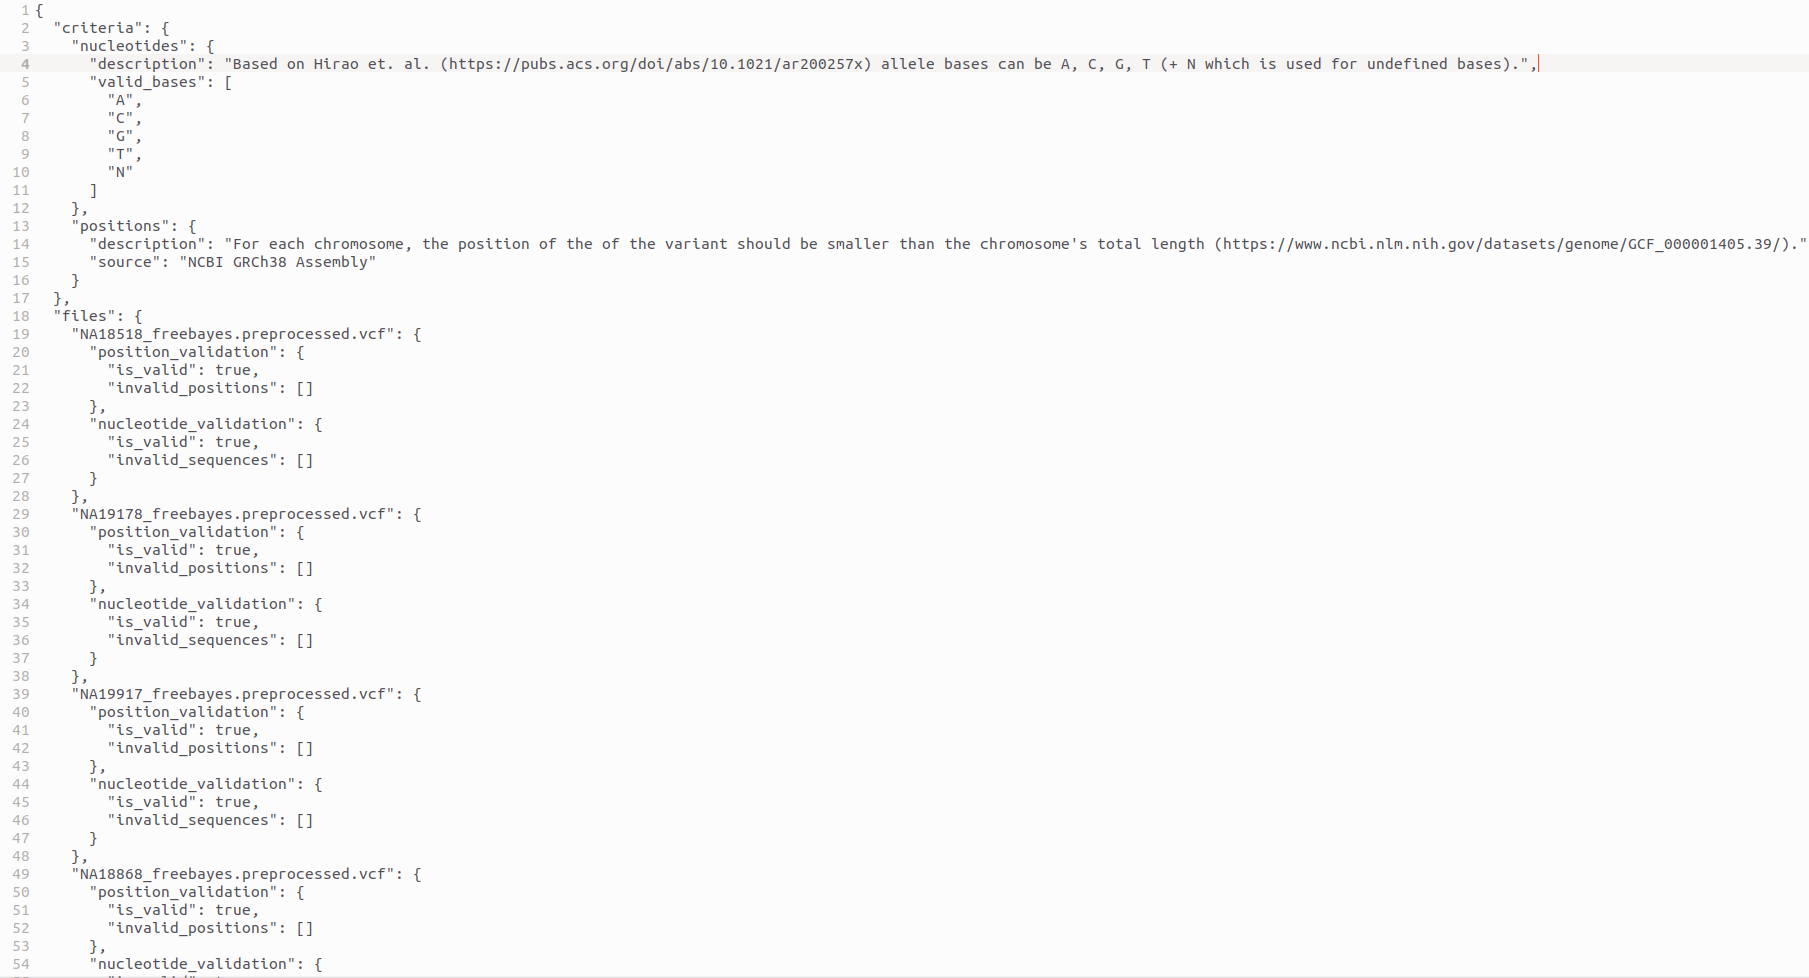 1 {
2 "criteria": {
3 "nucleotides": {
4 "description": "Based on Hirao et. al. (https://pubs.acs.org/doi/abs/10.1021/ar200257x) allele bases can be A, C, G, T (+ N which is used for undefined bases).",
5 "valid_bases": [
6 "A",
7 "C",
8 "G",
9 "T",
10 "N"
11 ]
12 },
13 "positions": {
14 "description": "For each chromosome, the position of the of the variant should be smaller than the chromosome's total length (https://www.ncbi.nlm.nih.gov/datasets/genome/GCF_000001405.39/)."
15 "source": "NCBI GRCh38 Assembly"
16 }
17 },
18 "files": {
19 "NA18518_freebayes.preprocessed.vcf": {
20 "position_validation": {
21 "is_valid": true,
22 "invalid_positions": []
23 },
24 "nucleotide_validation": {
25 "is_valid": true,
26 "invalid_sequences": []
27 }
28 },
29 "NA19178_freebayes.preprocessed.vcf": {
30 "position_validation": {
31 "is_valid": true,
32 "invalid_positions": []
33 },
34 "nucleotide_validation": {
35 "is_valid": true,
36 "invalid_sequences": []
37 }
38 },
39 "NA19917_freebayes.preprocessed.vcf": {
40 "position_validation": {
41 "is_valid": true,
42 "invalid_positions": []
43 },
44 "nucleotide_validation": {
45 "is_valid": true,
46 "invalid_sequences": []
47 }
48 },
49 "NA18868_freebayes.preprocessed.vcf": {
50 "position_validation": {
51 "is_valid": true,
52 "invalid_positions": []
53 },
54 "nucleotide_validation": {